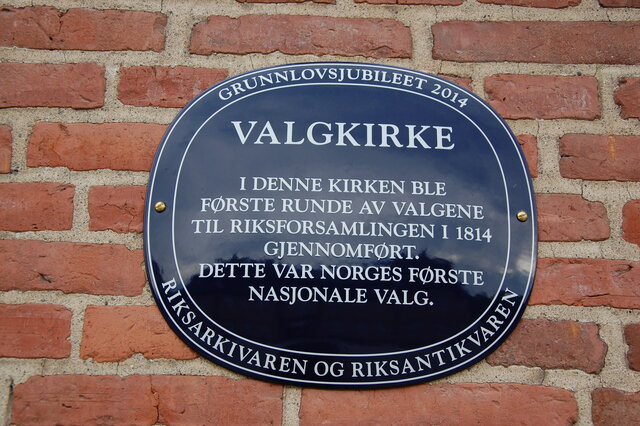 GRUNNLOVSJUBILEET 2014
VALGKIRKE
I DENNE KIRKEN BLE
FØRSTE RUNDE AV VALGENE
TIL RIKSFORSAMLINGEN I 1814
GJENNOMFØRT.
DETTE VAR NORGES FØRSTE
NASJONALE VALG.
RIKSARKIVAREN OG RIKSANTIKVAREN